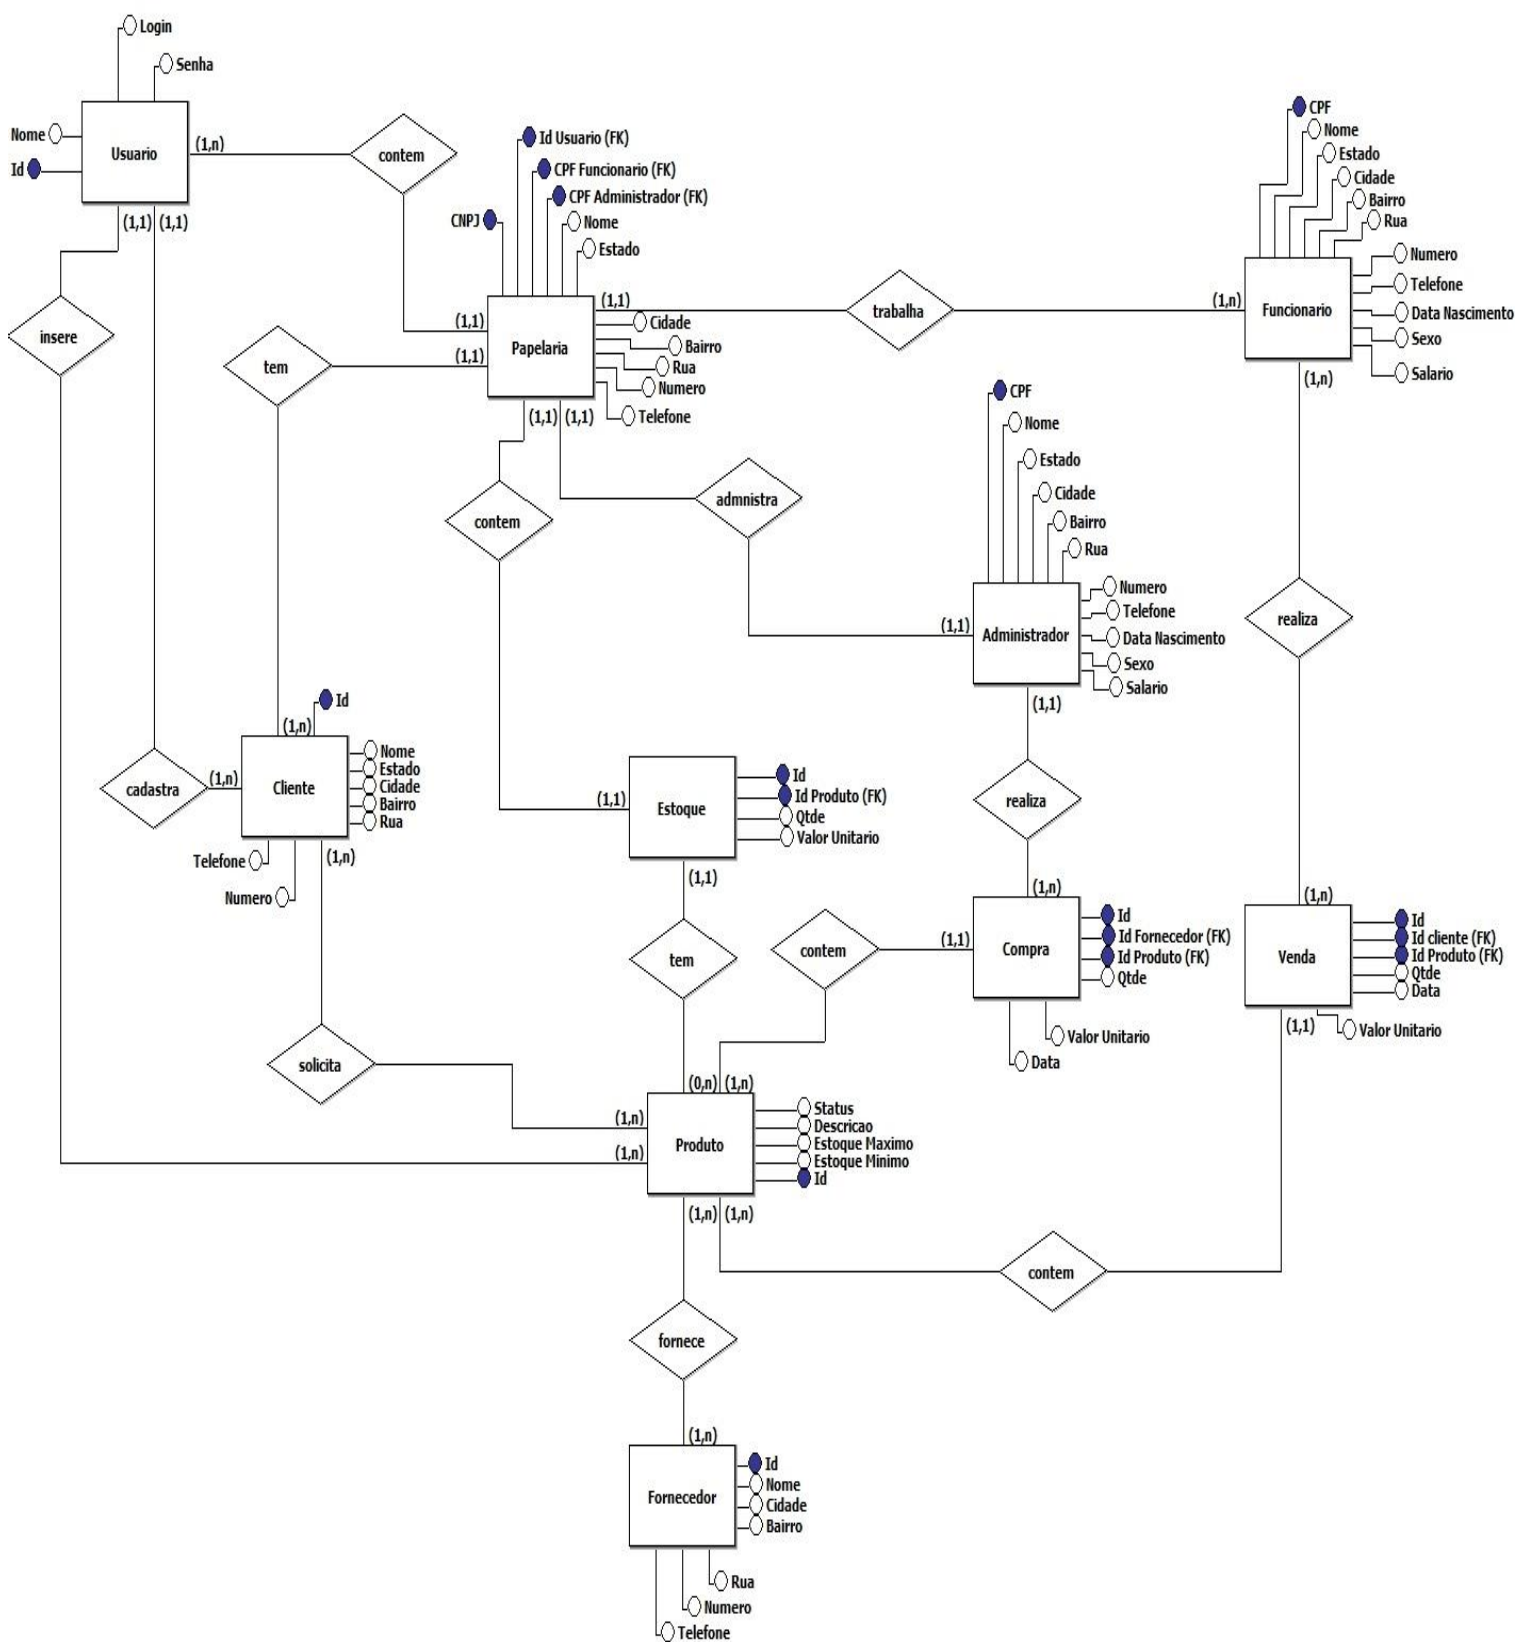 Login
Senha
Nome
Id
Usuario
(1,n)
contem
(1,1) (1,1)
insere
Id Usuario (FK)
CPF Funcionario (FK)
CPF Administrador (FK)
CNPJ
Nome
Estado
(1,1)
(1,1)
(1,1)
Papelaria
Cidade
Bairro
Rua
Numero
Telefone
(1,1) (1,1)
tem
trabalha
CPF
Nome
Estado
Cidade
Bairro
Rua
Numero
Telefone
Data Nascimento
Sexo
Salario
(1,n)
Funcionario
(1,n)
contem
admnistra
CPF
Nome
Estado
Cidade
Bairro
Rua
Numero
Telefone
Data Nascimento
Sexo
Salario
(1,1)
Administrador
(1,1)
realiza
Id
(1,n)
cadastra
(1,n)
Cliente
Nome
Estado
Cidade
Bairro
Rua
Telefone
Numero
(1,n)
(1,1)
Estoque
Id
Id Produto (FK)
Qtde
Valor Unitario
(1,1)
realiza
(1,n)
tem
contem
(1,1)
Compra
Id
Id Fornecedor (FK)
Id Produto (FK)
Qtde
Valor Unitario
Data
(1,n)
Venda
Id
Id cliente (FK)
Id Produto (FK)
Qtde
Data
(1,1)
Valor Unitario
solicita
(0,n) (1,n)
(1,n)
(1,n)
Produto
Status
Descricao
Estoque Maximo
Estoque Minimo
Id
(1,n) (1,n)
contem
fornece
(1,n)
Fornecedor
Id
Nome
Cidade
Bairro
Rua
Numero
Telefone